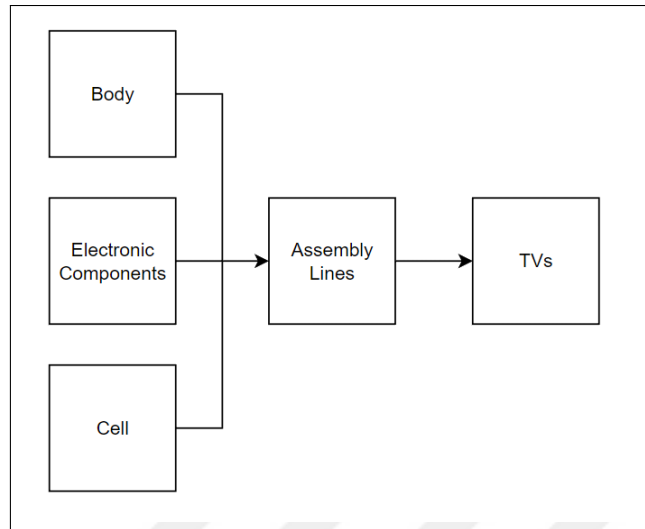 Body
Electronic
Components
Assembly
Lines
TVs
Cell